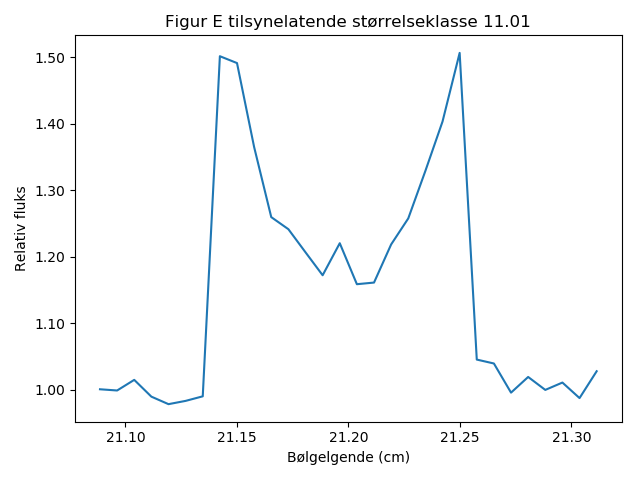 Figur E tilsynelatende størrelseklasse 11.01
Relativ fluks
1.50
1.40
1.30
1.20
1.10
1.00
21.10 21.15 21.20 21.25 21.30
Bølgelgende (cm)